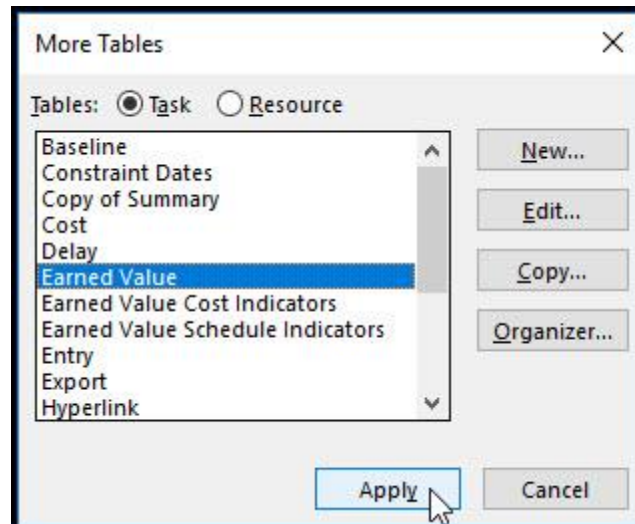 More Tables
Tables: Task Resource
Baseline
Constraint Dates
Copy of Summary
Cost
Delay
Earned Value
Earned Value Cost Indicators
Earned Value Schedule Indicators
Entry
Export
Hyperlink
New...
Edit...
Copy...
Organizer...
Apply Cancel